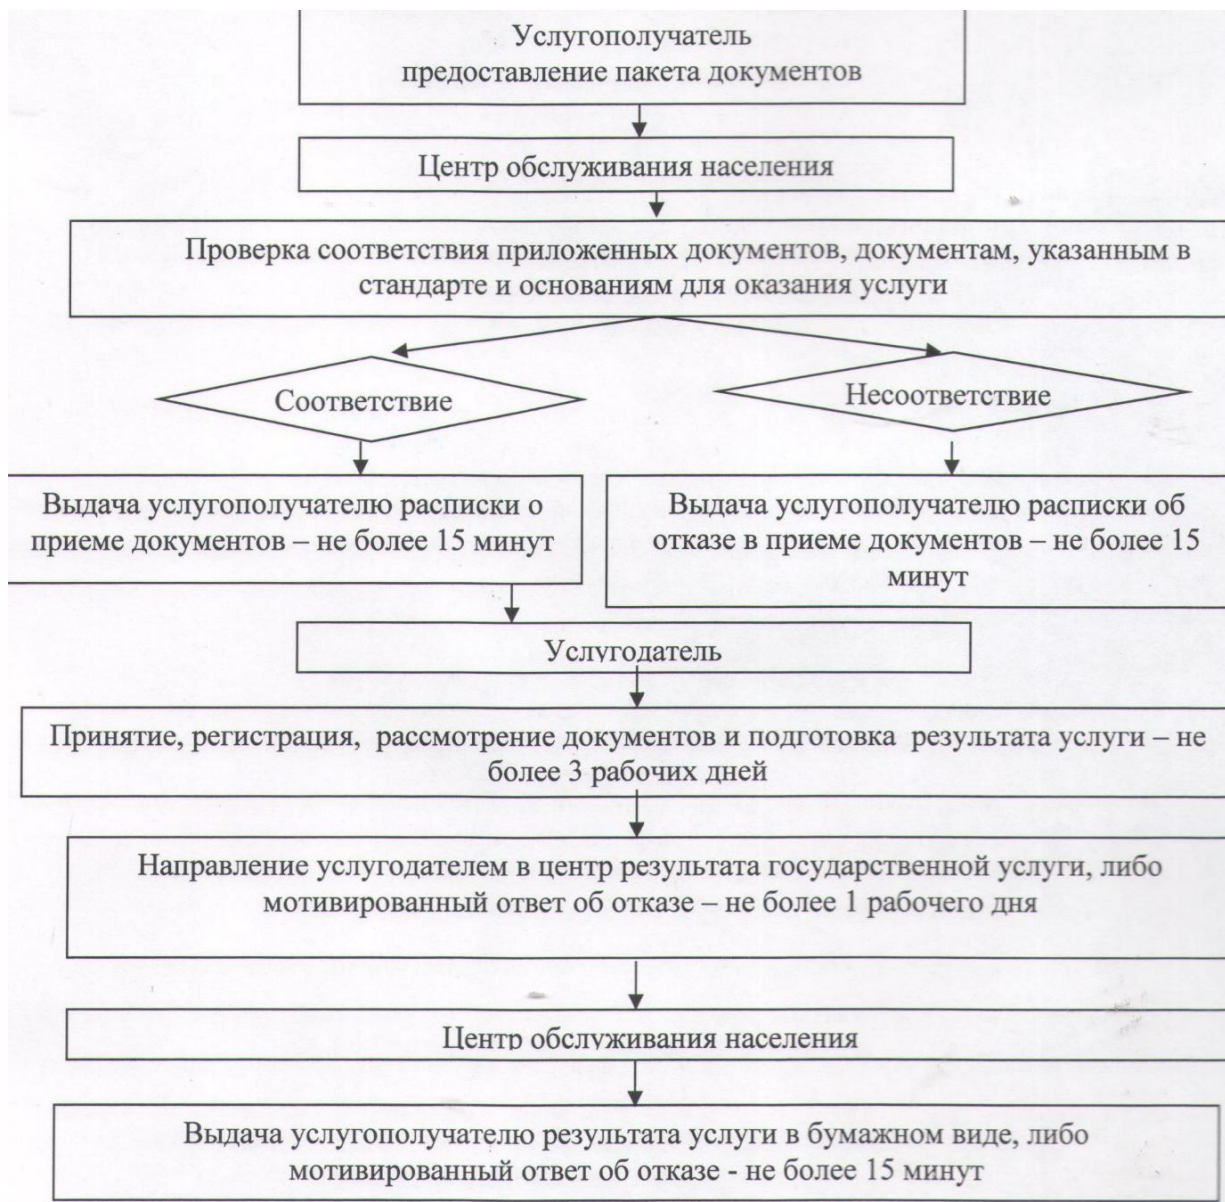 Услугополучатель
предоставление пакета документов
Центр обслуживания населения
Проверка соответствия приложенных документов, документам, указанным в
стандарте и основаниям для оказания услуги
Соответствие
Несоответствие
Выдача услугополучателю расписки о
приеме документов – не более 15 минут
Выдача услугополучателю расписки об
отказе в приеме документов – не более 15
минут
Услугодатель
Принятие, регистрация, рассмотрение документов и подготовка результата услуги – не
более 3 рабочих дней
Направление услугодателем в центр результата государственной услуги, либо
мотивированный ответ об отказе – не более 1 рабочего дня
Центр обслуживания населения
Выдача услугополучателю результата услуги в бумажном виде, либо
мотивированный ответ об отказе - не более 15 минут